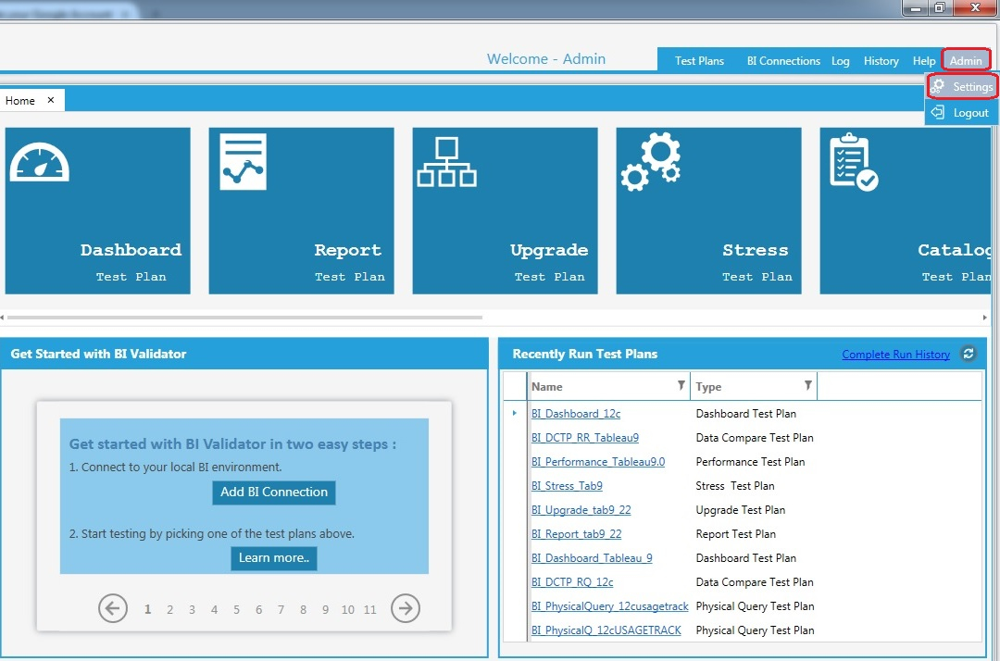 Welcome - Admin
Test Plans BI Connections Log History Help Admin
Settings
Logout
Home ×
Dashboard
Test Plan
Report
Test Plan
Upgrade
Test Plan
Stress
Test Plan
Catalog
Test Plan
Get Started with BI Validator
Get started with BI Validator in two easy steps :
1. Connect to your local BI environment.
Add BI Connection
2. Start testing by picking one of the test plans above.
Learn more..
1 2 3 4 5 6 7 8 9 10 11
Recently Run Test Plans Complete Run History
Name Type
BI_Dashboard_12c Dashboard Test Plan
BI_DCTP_RR_Tableau9 Data Compare Test Plan
BI_Performance_Tableau9.0 Performance Test Plan
BI_Stress_Tab9 Stress Test Plan
BI_Upgrade_tab9_22 Upgrade Test Plan
BI_Report_tab9_22 Report Test Plan
BI_Dashboard_Tableau_9 Dashboard Test Plan
BI_DCTP_RQ_12c Data Compare Test Plan
BI_PhysicalQuery_12cusagetrack Physical Query Test Plan
BI_PhysicalQ_12cUSAGETRACK Physical Query Test Plan